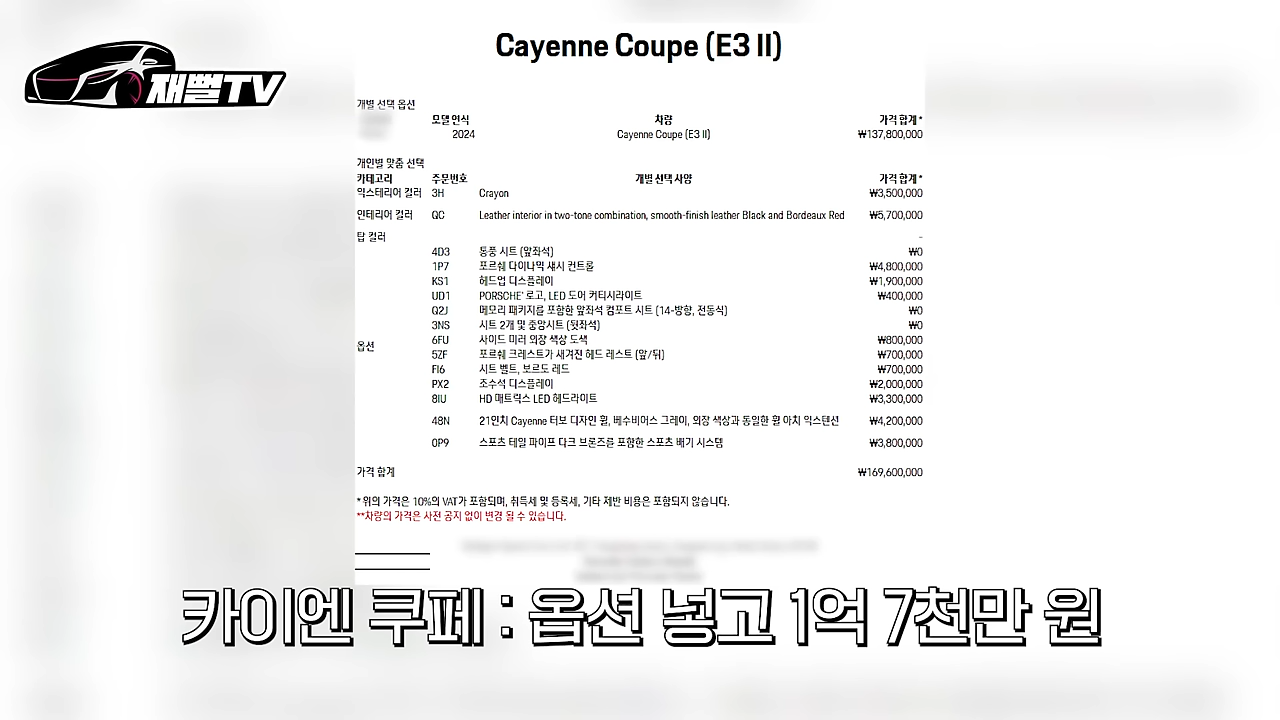 재뻘TV
Cayenne Coupe (E3 II)
개별 선택 옵션
모델 연식 차량 가격 합계 *
2024 Cayenne Coupe (E3 II) ₩137,800,000
개인별 맞춤 선택
카테고리 주문번호 개별 선택 사양 가격 합계 *
익스테리어 컬러 3H Crayon ₩3,500,000
인테리어 컬러 QC Leather interior in two-tone combination, smooth-finish leather Black and Bordeaux Red ₩5,700,000
탑 컬러 -
4D3 통풍 시트 (앞좌석) ₩0
1P7 포르쉐 다이나믹 섀시 컨트롤 ₩4,800,000
KS1 헤드업 디스플레이 ₩1,900,000
UD1 PORSCHE' 로고, LED 도어 커티시라이트 ₩400,000
Q2J 메모리 패키지를 포함한 앞좌석 컴포트 시트 (14-방향, 전동식) ₩0
3NS 시트 2개 및 중앙시트 (뒷좌석) ₩0
옵션 6FU 사이드 미러 외장 색상 도색 ₩800,000
5ZF 포르쉐 크레스트가 새겨진 헤드 레스트 (앞/뒤) ₩700,000
FI6 시트 벨트, 보르도 레드 ₩700,000
PX2 조수석 디스플레이 ₩2,000,000
8IU HD 매트릭스 LED 헤드라이트 ₩3,300,000
48N 21인치 Cayenne 터보 디자인 휠, 베수비어스 그레이, 외장 색상과 동일한 휠 아치 익스텐션 ₩4,200,000
0P9 스포츠 테일 파이프 다크 브론즈를 포함한 스포츠 배기 시스템 ₩3,800,000
가격 합계 ₩169,600,000
* 위의 가격은 10%의 VAT가 포함되며, 취득세 및 등록세, 기타 제반 비용은 포함되지 않습니다.
**차량의 가격은 사전 공지 없이 변경 될 수 있습니다.
카이엔 쿠페 : 옵션 넣고 1억 7천만 원